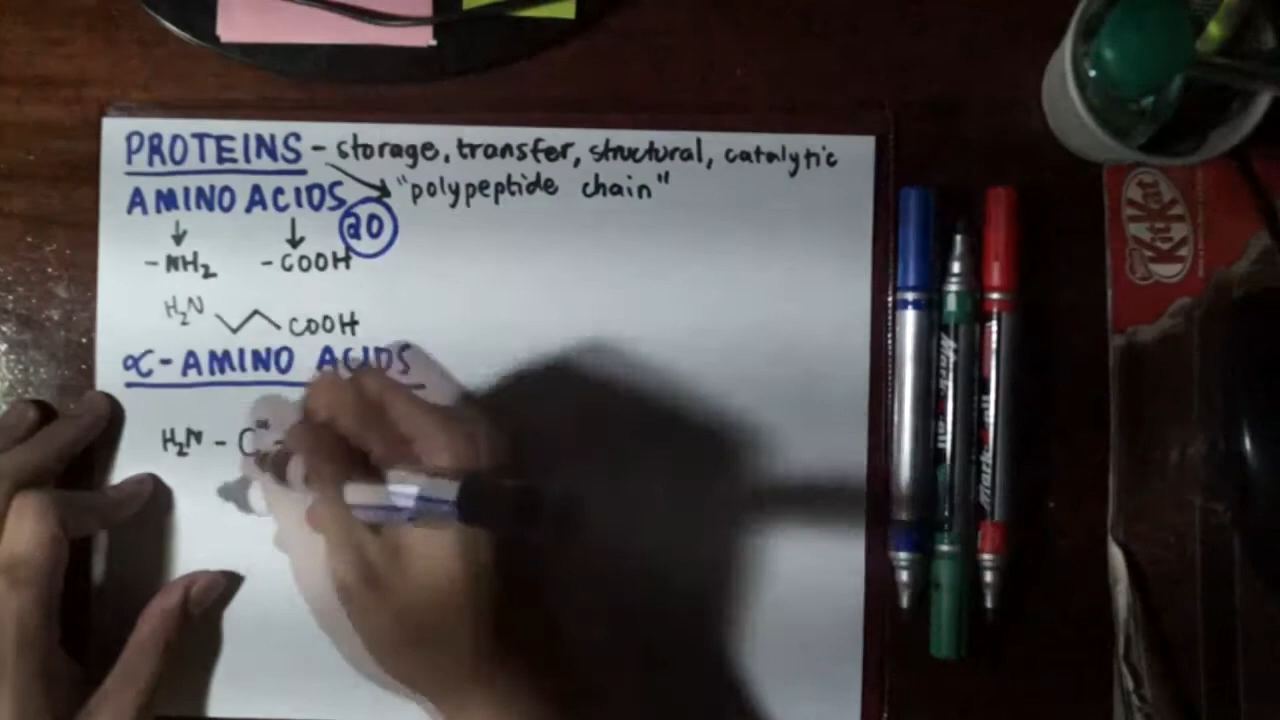 PROTEINS - storage, transfer, structural, catalytic
AMINO ACIDS "polypeptide chain"
20
-NH₂ -COOH
H₂N COOH
α-AMINO ACIDS
H₂N - C
KitKat